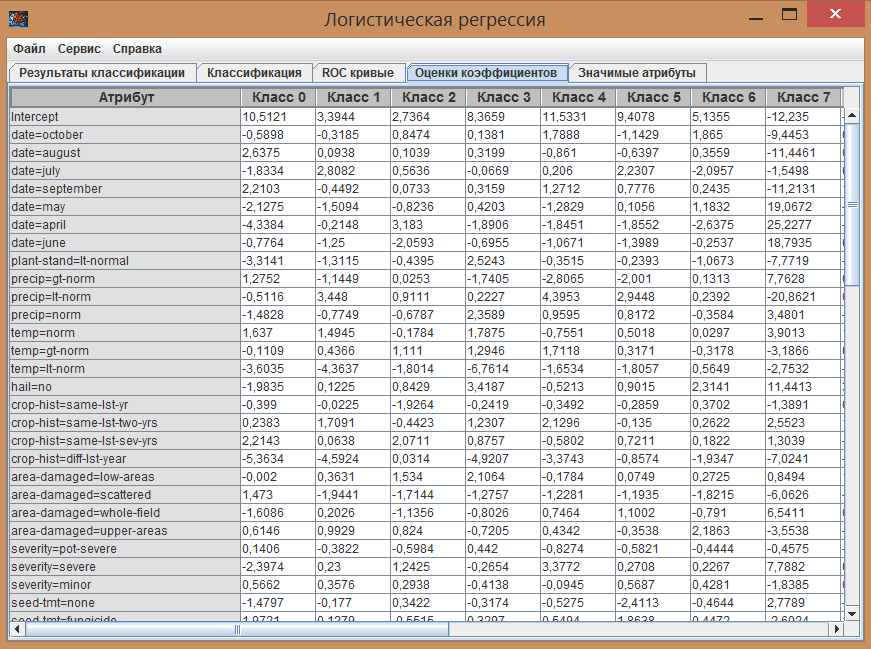 Логистическая регрессия
Файл Сервис Справка
Результаты классификации Классификация ROC кривые Оценки коэффициентов Значимые атрибуты
Атрибут Класс 0 Класс 1 Класс 2 Класс 3 Класс 4 Класс 5 Класс 6 Класс 7
Intercept 10,5121 3,3944 2,7364 8,3659 11,5331 9,4078 5,1355 -12,235
date=october -0,5898 -0,3185 0,8474 0,1381 1,7888 -1,1429 1,865 -9,4453
date=august 2,6375 0,0938 0,1039 0,3199 -0,861 -0,6397 0,3559 -11,4461
date=july -1,8334 2,8082 0,5636 -0,0669 0,206 2,2307 -2,0957 -1,5498
date=september 2,2103 -0,4492 0,0733 0,3159 1,2712 0,7776 0,2435 -11,2131
date=may -2,1275 -1,5094 -0,8236 0,4203 -1,2829 0,1056 1,1832 19,0672
date=april -4,3384 -0,2148 3,183 -1,8906 -1,8451 -1,8552 -2,6375 25,2277
date=june -0,7764 -1,25 -2,0593 -0,6955 -1,0671 -1,3989 -0,2537 18,7935
plant-stand=lt-normal -3,3141 -1,3115 -0,4395 2,5243 -0,3515 -0,2393 -1,0673 -7,7719
precip=gt-norm 1,2752 -1,1449 0,0253 -1,7405 -2,8065 -2,001 0,1313 7,7628
precip=lt-norm -0,5116 3,448 0,9111 0,2227 4,3953 2,9448 0,2392 -20,8621
precip=norm -1,4828 -0,7749 -0,6787 2,3589 0,9595 0,8172 -0,3584 3,4801
temp=norm 1,637 1,4945 -0,1784 1,7875 -0,7551 0,5018 0,0297 3,9013
temp=gt-norm -0,1109 0,4366 1,111 1,2946 1,7118 0,3171 -0,3178 -3,1866
temp=lt-norm -3,6035 -4,3637 -1,8014 -6,7614 -1,6534 -1,8057 0,5649 -2,7532
hail=no -1,9835 0,1225 0,8429 3,4187 -0,5213 0,9015 2,3141 11,4413
crop-hist=same-lst-yr -0,399 -0,0225 -1,9264 -0,2419 -0,3492 -0,2859 0,3702 -1,3891
crop-hist=same-lst-two-yrs 0,2383 1,7091 -0,4423 1,2307 2,1296 -0,135 0,2622 2,5523
crop-hist=same-lst-sev-yrs 2,2143 0,0638 2,0711 0,8757 -0,5802 0,7211 0,1822 1,3039
crop-hist=diff-lst-year -5,3634 -4,5924 0,0314 -4,9207 -3,3743 -0,8574 -1,9347 -7,0241
area-damaged=low-areas -0,002 0,3631 1,534 2,1064 -0,1784 0,0749 0,2725 0,8494
area-damaged=scattered 1,473 -1,9441 -1,7144 -1,2757 -1,2281 -1,1935 -1,8215 -6,0626
area-damaged=whole-field -1,6086 0,2026 -1,1356 -0,8026 0,7464 1,1002 -0,791 6,5411
area-damaged=upper-areas 0,6146 0,9929 0,824 -0,7205 0,4342 -0,3538 2,1863 -3,5538
severity=pot-severe 0,1406 -0,3822 -0,5984 0,442 -0,8274 -0,5821 -0,4444 -0,4575
severity=severe -2,3974 0,23 1,2425 -0,2654 3,3772 0,2708 0,2267 7,7882
severity=minor 0,5662 0,3576 0,2938 -0,4138 -0,0945 0,5687 0,4281 -1,8385
seed-tmt=none -1,4797 -0,177 0,3422 -0,3174 -0,5275 -2,4113 -0,4644 2,7789
seed-tmt=fungicide